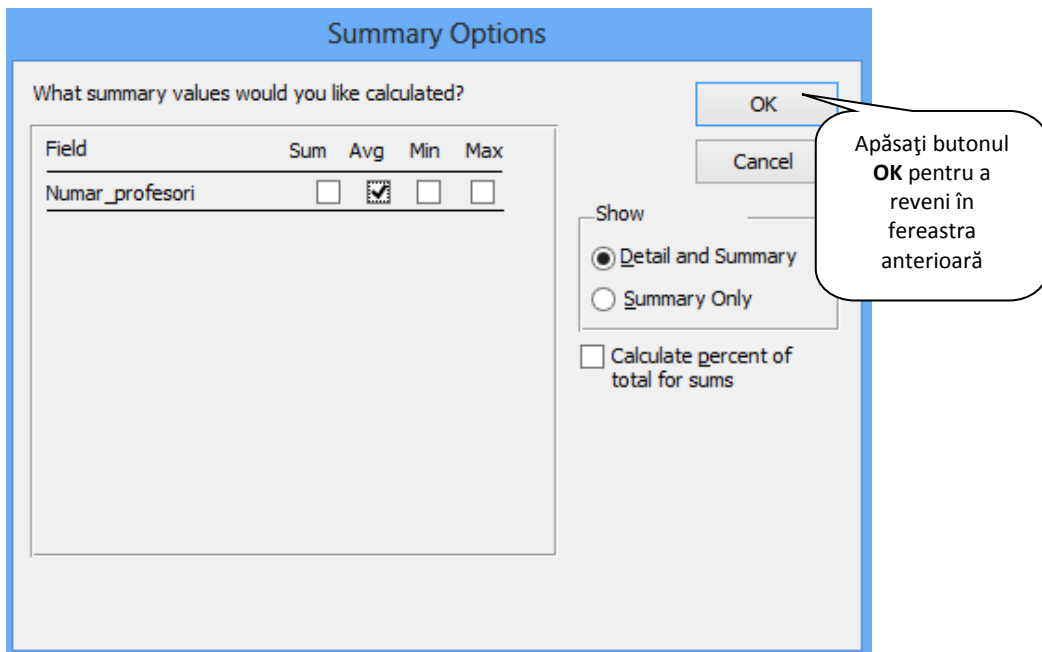 Summary Options
What summary values would you like calculated?
OK
Cancel
Field Sum Avg Min Max
Numar_profesori
Show
Detail and Summary
Summary Only
Calculate percent of
total for sums
Apăsaţi butonul
OK pentru a
reveni în
fereastra
anterioară